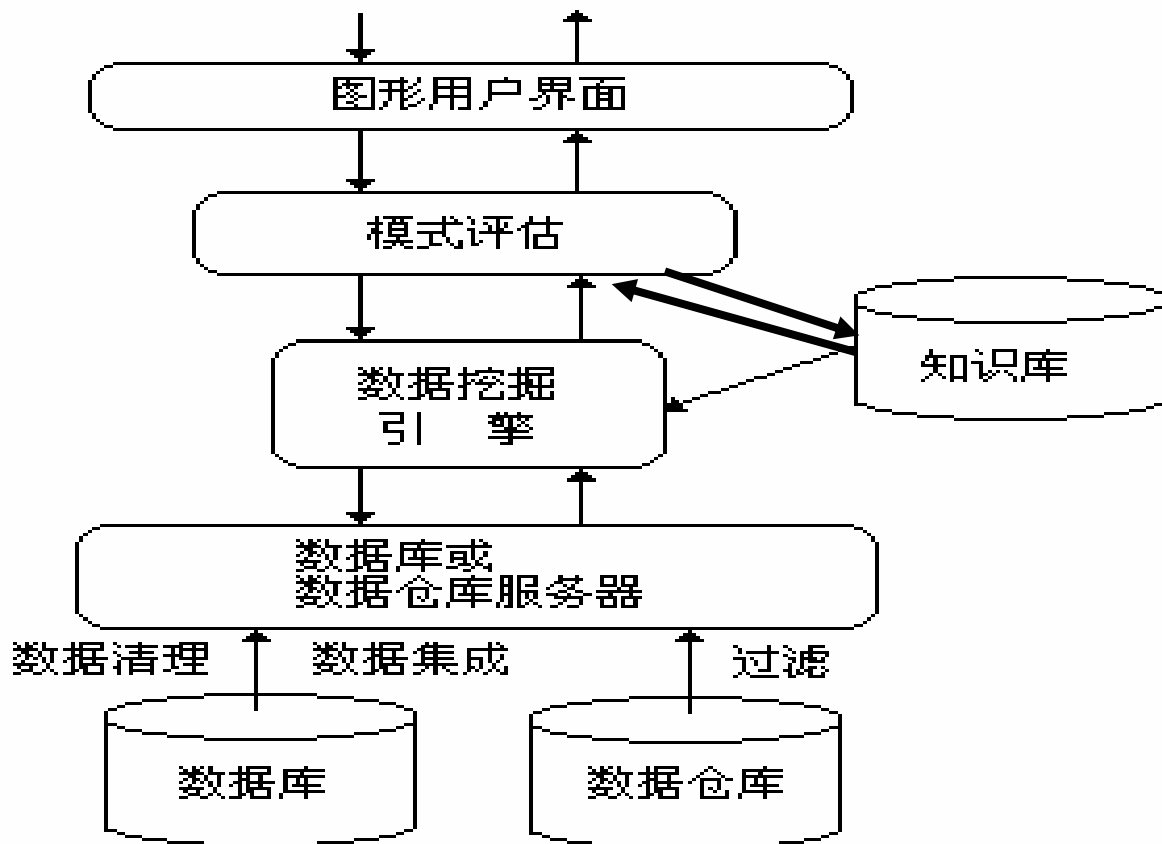 图形用户界面
模式评估
知识库
数据挖掘
引 擎
数据库或
数据仓库服务器
数据清理 数据集成 过滤
数据库 数据仓库